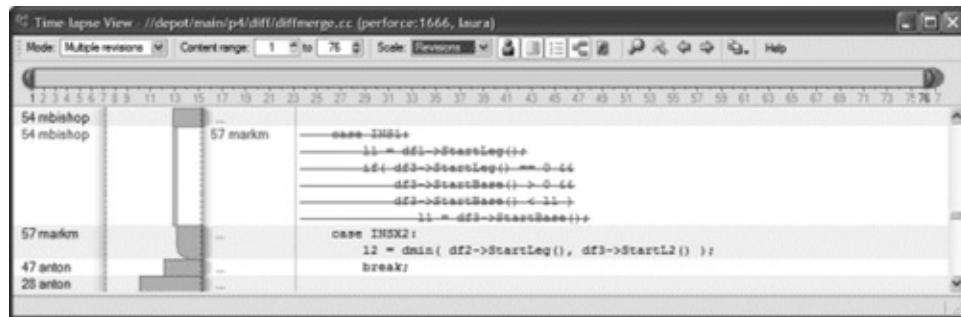 Time-lapse View - //depot/main/p4/diff/diffmerge.cc (perforce:1666, laura)
Mode: Multiple revisions Content range: 1 to 76 Scale: Revisions Help
1 2 3 4 5 6 7 8 9 11 13 15 17 19 21 23 25 27 29 31 33 35 37 39 41 43 45 47 49 51 53 55 57 59 61 63 65 67 69 71 73 75 76 7
54 mbishop ...
54 mbishop 57 markm case INS1:
l1 = df1->StartLeg();
if( df3->StartLeg() == 0 &&
df3->StartBase() > 0 &&
df3->StartBase() < l1 )
l1 = df3->StartBase();
57 markm ... case INSX2:
l2 = dmin( df2->StartLeg(), df3->StartL2() );
47 anton ... break;
28 anton ...